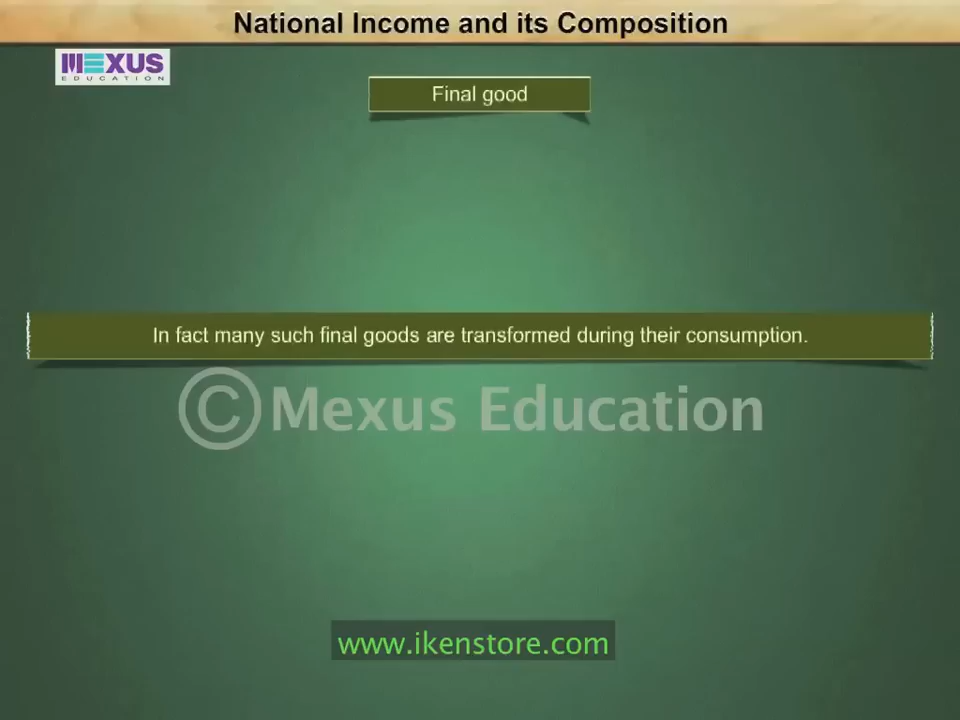 National Income and its Composition
MEXUS
EDUCATION
Final good
In fact many such final goods are transformed during their consumption.
© Mexus Education
www.ikenstore.com